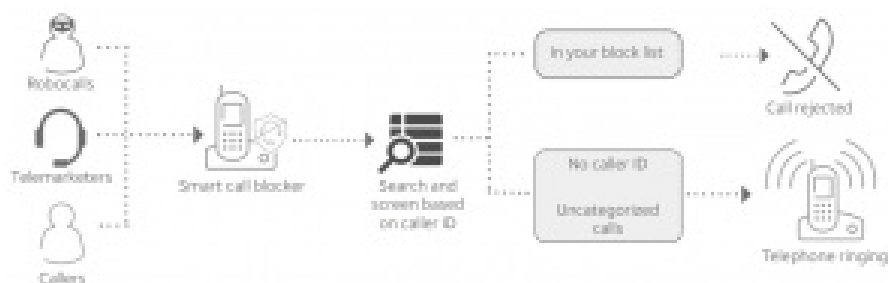 Robocalls
Telemarketers
Callers
Smart call blocker
Search and
screen based
on caller ID
In your block list
Call rejected
No caller ID
Uncategorized
calls
Telephone ringing